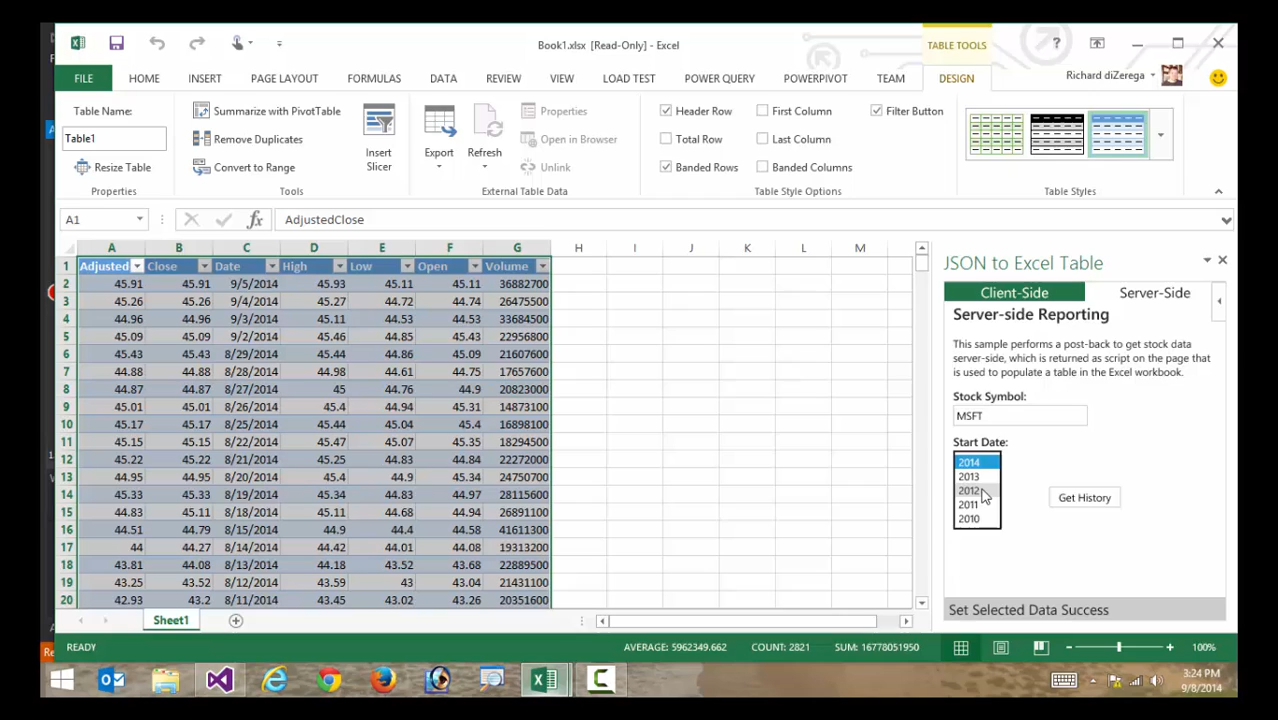 Book1.xlsx [Read-Only] - Excel
TABLE TOOLS
?
FILE HOME INSERT PAGE LAYOUT FORMULAS DATA REVIEW VIEW LOAD TEST POWER QUERY POWERPIVOT TEAM DESIGN
Richard diZerega
Table Name:
Table1
Resize Table
Properties
Summarize with PivotTable
Remove Duplicates
Convert to Range
Insert
Slicer
Tools
Export
Refresh
Properties
Open in Browser
Unlink
External Table Data
Header Row
Total Row
Banded Rows
First Column
Last Column
Banded Columns
Filter Button
Table Style Options
Table Styles
A1
fx
AdjustedClose
A B C D E F G H I J K L M
1 Adjusted Close Date High Low Open Volume
2 45.91 45.91 9/5/2014 45.93 45.11 45.11 36882700
3 45.26 45.26 9/4/2014 45.27 44.72 44.74 26475500
4 44.96 44.96 9/3/2014 45.11 44.53 44.53 33684500
5 45.09 45.09 9/2/2014 45.46 44.85 45.43 22956800
6 45.43 45.43 8/29/2014 45.44 44.86 45.09 21607600
7 44.88 44.88 8/28/2014 44.98 44.61 44.75 17657600
8 44.87 44.87 8/27/2014 45 44.76 44.9 20823000
9 45.01 45.01 8/26/2014 45.4 44.94 45.31 14873100
10 45.17 45.17 8/25/2014 45.44 45.04 45.4 16898100
11 45.15 45.15 8/22/2014 45.47 45.07 45.35 18294500
12 45.22 45.22 8/21/2014 45.25 44.83 44.84 22272000
13 44.95 44.95 8/20/2014 45.4 44.9 45.34 24750700
14 45.33 45.33 8/19/2014 45.34 44.83 44.97 28115600
15 44.83 45.11 8/18/2014 45.11 44.68 44.94 26891100
16 44.51 44.79 8/15/2014 44.9 44.4 44.58 41611300
17 44 44.27 8/14/2014 44.42 44.01 44.08 19313200
18 43.81 44.08 8/13/2014 44.18 43.52 43.68 22889500
19 43.25 43.52 8/12/2014 43.59 43 43.04 21431100
20 42.93 43.2 8/11/2014 43.45 43.02 43.26 20351600
JSON to Excel Table
Client-Side Server-Side
Server-side Reporting
This sample performs a post-back to get stock data
server-side, which is returned as script on the page that
is used to populate a table in the Excel workbook.
Stock Symbol:
MSFT
Start Date:
2014
2013
2012
2011
2010
Get History
Set Selected Data Success
Sheet1
READY
AVERAGE: 5962349.662 COUNT: 2821 SUM: 16778051950
100%
Re
3:24 PM
9/8/2014